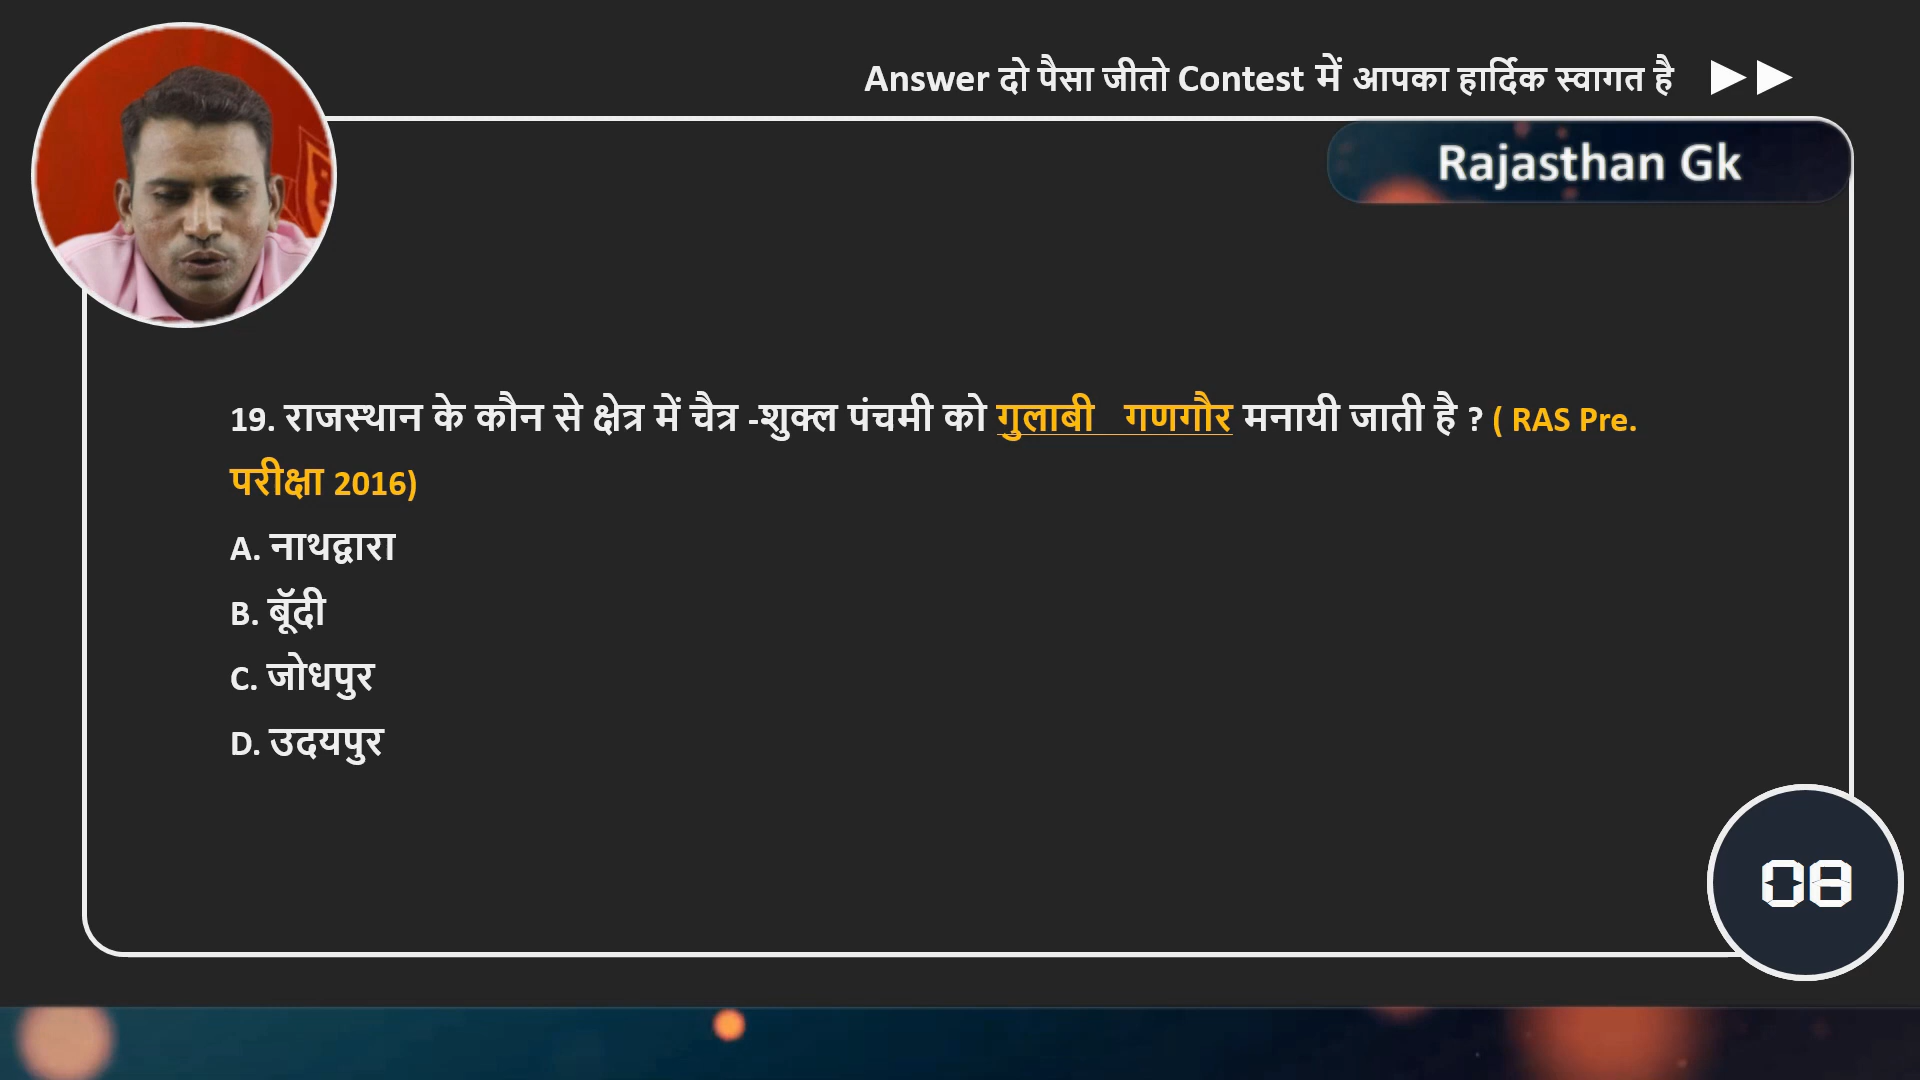 Answer दो पैसा जीतो Contest में आपका हार्दिक स्वागत है
Rajasthan Gk
19. राजस्थान के कौन से क्षेत्र में चैत्र -शुक्ल पंचमी को गुलाबी गणगौर मनायी जाती है ? ( RAS Pre.
परीक्षा 2016)
A. नाथद्वारा
B. बूॅंदी
C. जोधपुर
D. उदयपुर
08